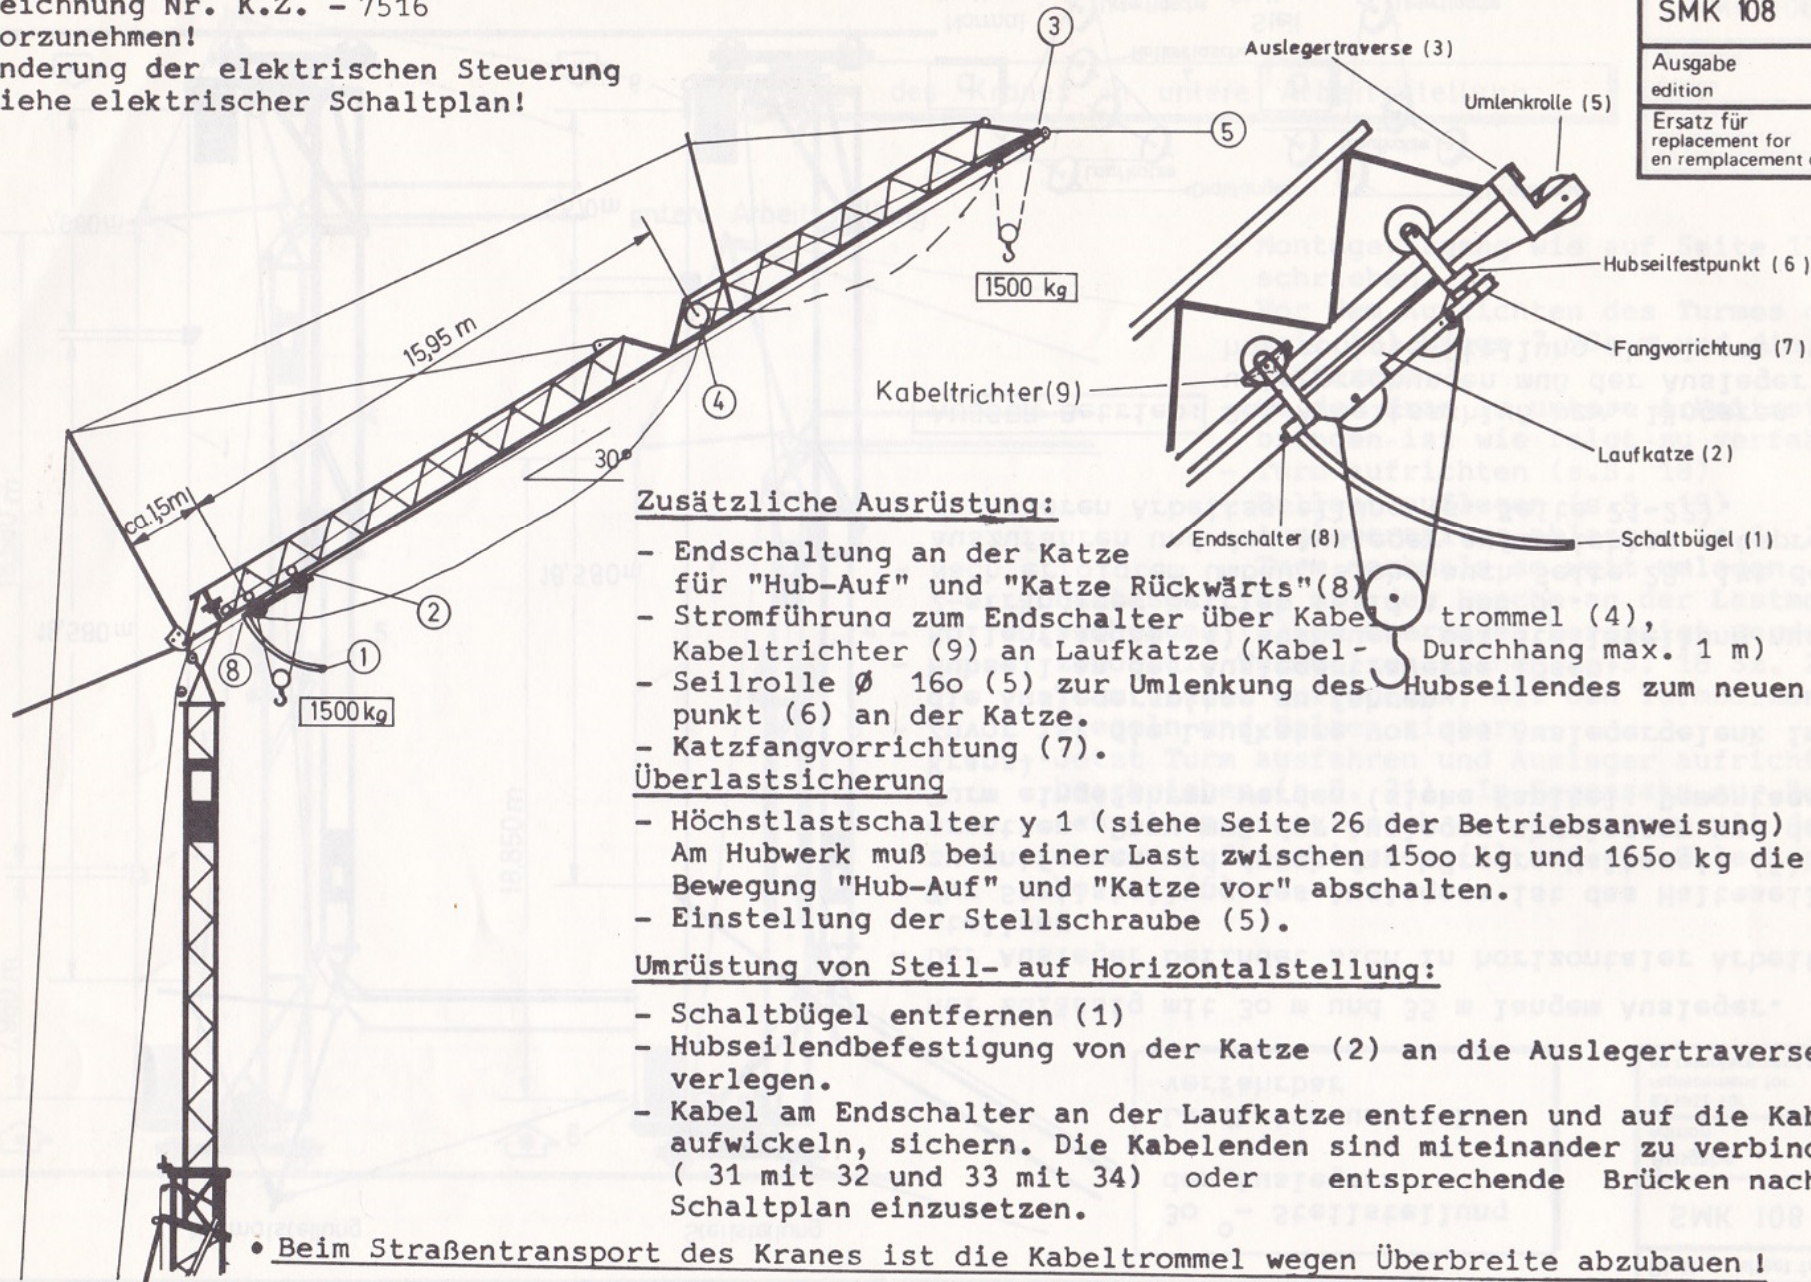 eichnung Nr. K.Z. - 7516
orzunehmen!
nderung der elektrischen Steuerung
iehe elektrischer Schaltplan!
SMK 108
Ausgabe
edition
Ersatz für
replacement for
en remplacement
3
5
4
2
1
8
1500 kg
1500 kg
15,95 m
ca.1,5m
30°
Auslegertraverse (3)
Umlenkrolle (5)
Hubseilfestpunkt (6)
Fangvorrichtung (7)
Kabeltrichter (9)
Laufkatze (2)
Endschalter (8)
Schaltbügel (1)
Zusätzliche Ausrüstung:
- Endschaltung an der Katze
für "Hub-Auf" und "Katze Rückwärts" (8)
- Stromführung zum Endschalter über Kabel trommel (4),
Kabeltrichter (9) an Laufkatze (Kabel- Durchhang max. 1 m)
- Seilrolle Ø 160 (5) zur Umlenkung des Hubseilendes zum neuen
punkt (6) an der Katze.
- Katzfangvorrichtung (7).
Überlastsicherung
- Höchstlastschalter y 1 (siehe Seite 26 der Betriebsanweisung)
Am Hubwerk muß bei einer Last zwischen 15oo kg und 165o kg die
Bewegung "Hub-Auf" und "Katze vor" abschalten.
- Einstellung der Stellschraube (5).
Umrüstung von Steil- auf Horizontalstellung:
- Schaltbügel entfernen (1)
- Hubseilendbefestigung von der Katze (2) an die Auslegertraverse
verlegen.
- Kabel am Endschalter an der Laufkatze entfernen und auf die Kab
aufwickeln, sichern. Die Kabelenden sind miteinander zu verbind
( 31 mit 32 und 33 mit 34) oder entsprechende Brücken nach
Schaltplan einzusetzen.
• Beim Straßentransport des Kranes ist die Kabeltrommel wegen Überbreite abzubauen!